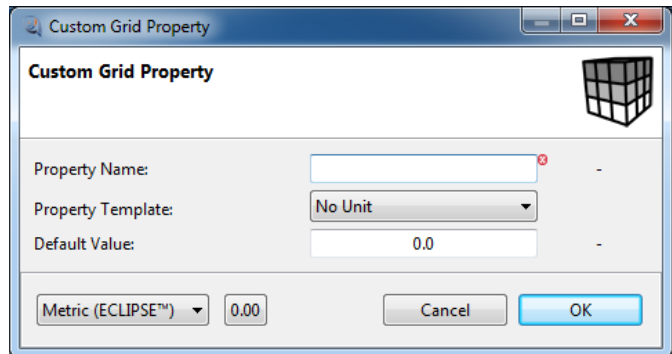 Custom Grid Property
Custom Grid Property
Property Name: -
Property Template: No Unit
Default Value: 0.0 -
Metric (ECLIPSE™) 0.00 Cancel OK